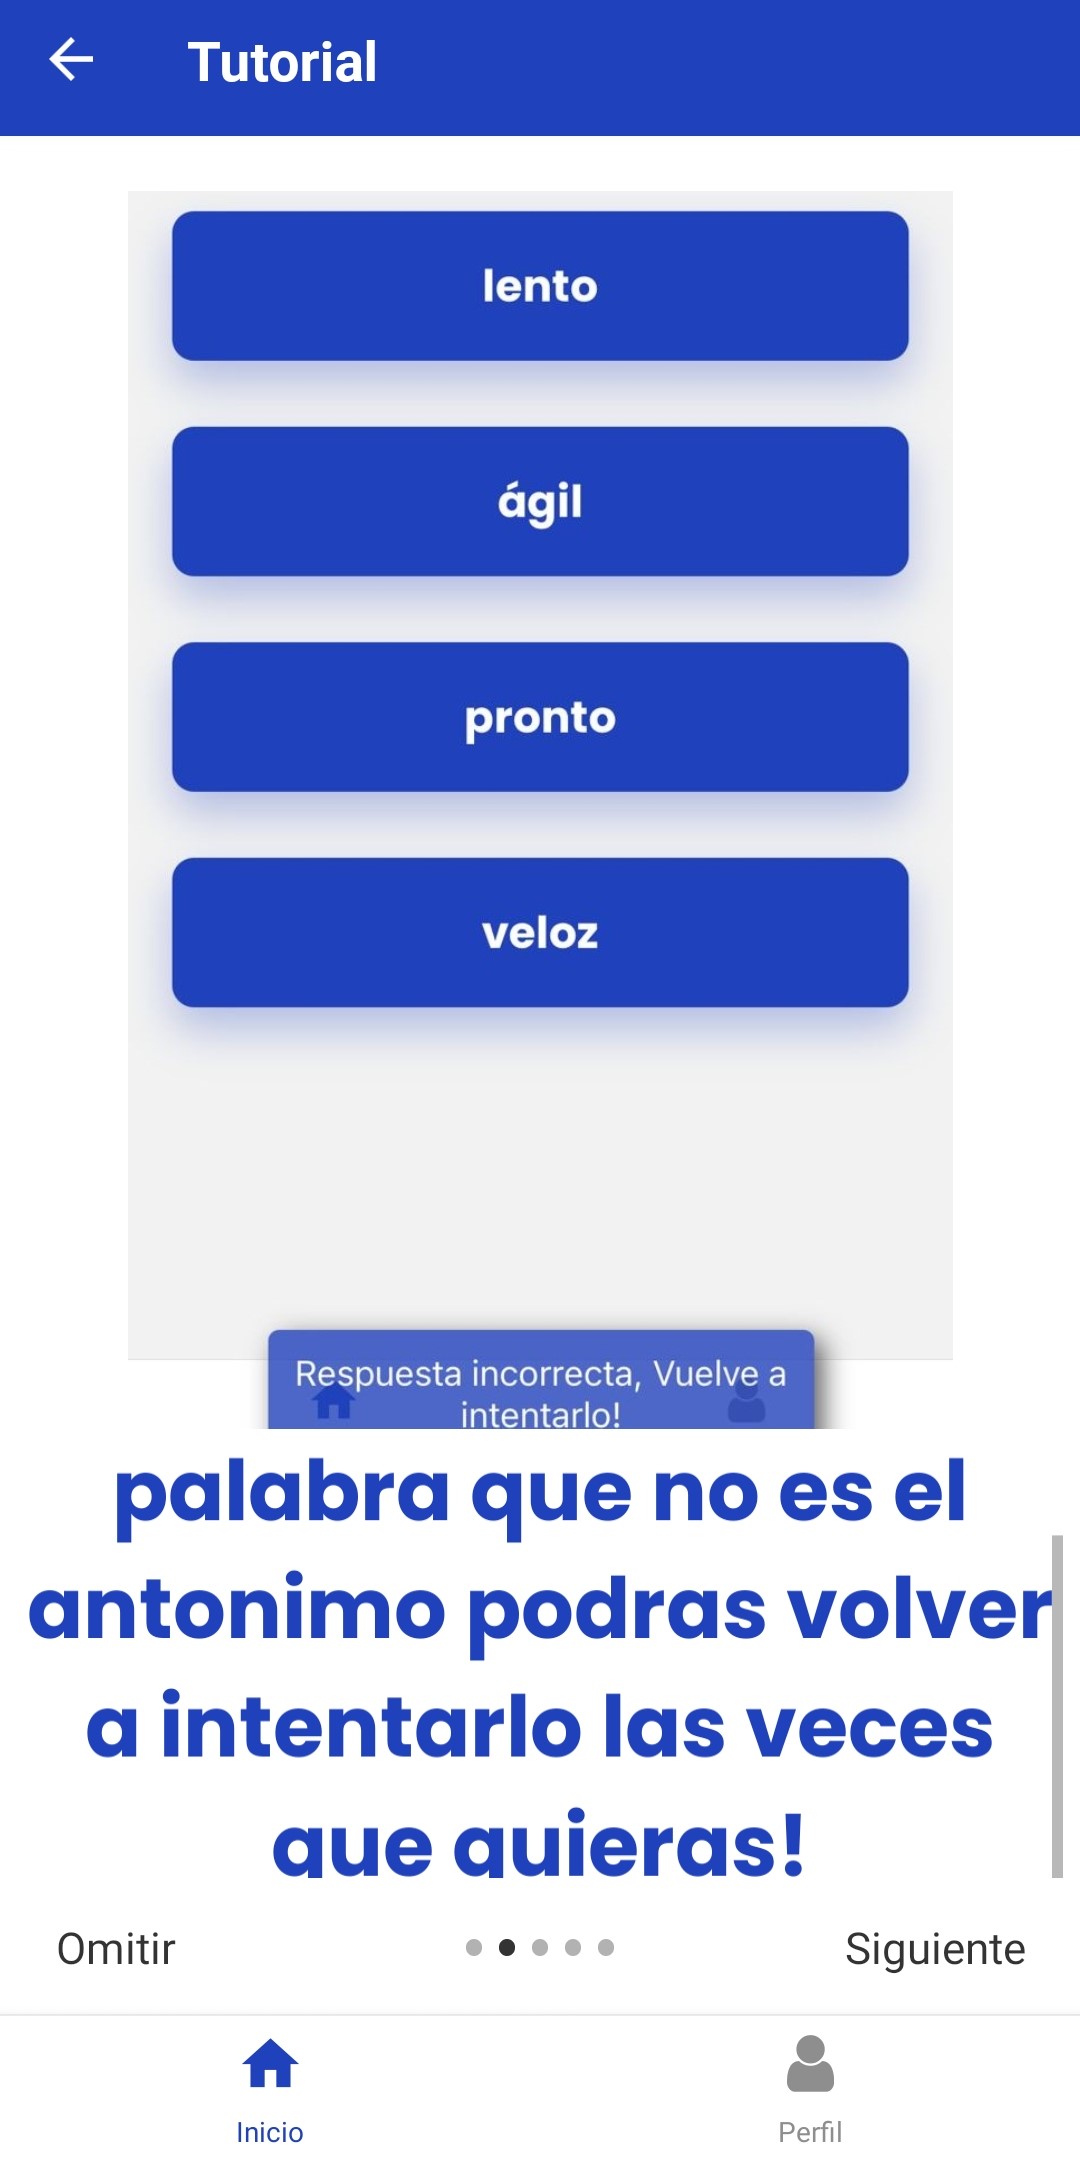 Tutorial
lento
ágil
pronto
veloz
Respuesta incorrecta, Vuelve a
intentarlo!
palabra que no es el
antonimo podras volver
a intentarlo las veces
que quieras!
Omitir
Siguiente
Inicio
Perfil